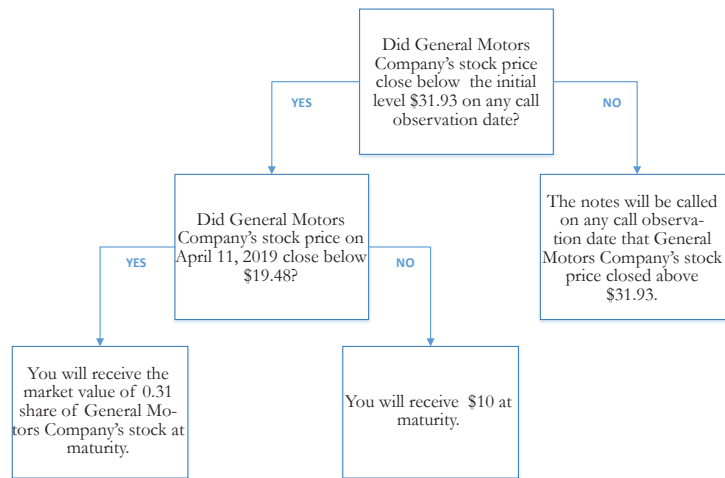 Did General Motors
Company's stock price
close below the initial
level $31.93 on any call
observation date?
YES
NO
Did General Motors
Company's stock price on
April 11, 2019 close below
$19.48?
The notes will be called
on any call observa-
tion date that General
Motors Company's stock
price closed above
$31.93.
YES
NO
You will receive the
market value of 0.31
share of General Mo-
tors Company's stock at
maturity.
You will receive $10 at
maturity.